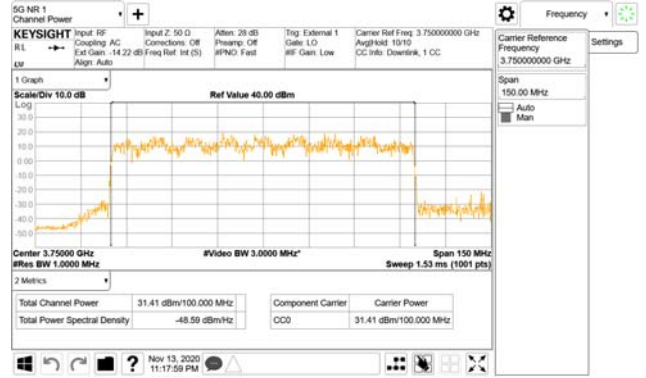 5G NR 1
Channel Power
Frequency
KEYSIGHT
RL
Input: RF
Coupling: AC
Ext Gain: -14.22 dB
Align: Auto
Input Z: 50 Ω
Corrections: Off
Freq Ref: Int (S)
Atten: 28 dB
Preamp: Off
#PNO: Fast
Trig: External 1
Gate: LO
#IF Gain: Low
Carrier Ref Freq: 3.750000000 GHz
Avg|Hold: 10/10
CC Info: Downlink, 1 CC
Carrier Reference
Frequency
3.750000000 GHz
Settings
Span
150.00 MHz
Auto
Man
1 Graph
Scale/Div 10.0 dB
Ref Value 40.00 dBm
Log
30.0
20.0
10.0
0.00
-10.0
-20.0
-30.0
-40.0
-50.0
Center 3.75000 GHz
#Video BW 3.0000 MHz*
Span 150 MHz
#Res BW 1.0000 MHz
Sweep 1.53 ms (1001 pts)
2 Metrics
Total Channel Power 31.41 dBm/100.000 MHz
Total Power Spectral Density -48.59 dBm/Hz
Component Carrier Carrier Power
CC0 31.41 dBm/100.000 MHz
?
Nov 13, 2020
11:17:59 PM